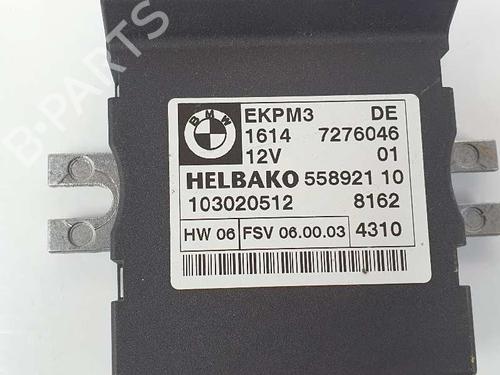 B-PARTS
BMW
EKPM3 DE
1614 7276046
12V 01
HELBAKO 558921 10
103020512 8162
HW 06 FSV 06.00.03 4310